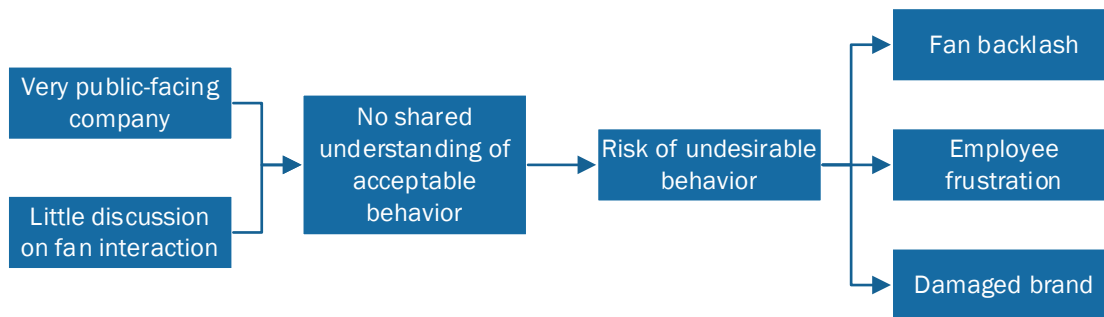 Very public-facing
company
Little discussion
on fan interaction
No shared
understanding of
acceptable
behavior
Risk of undesirable
behavior
Fan backlash
Employee
frustration
Damaged brand